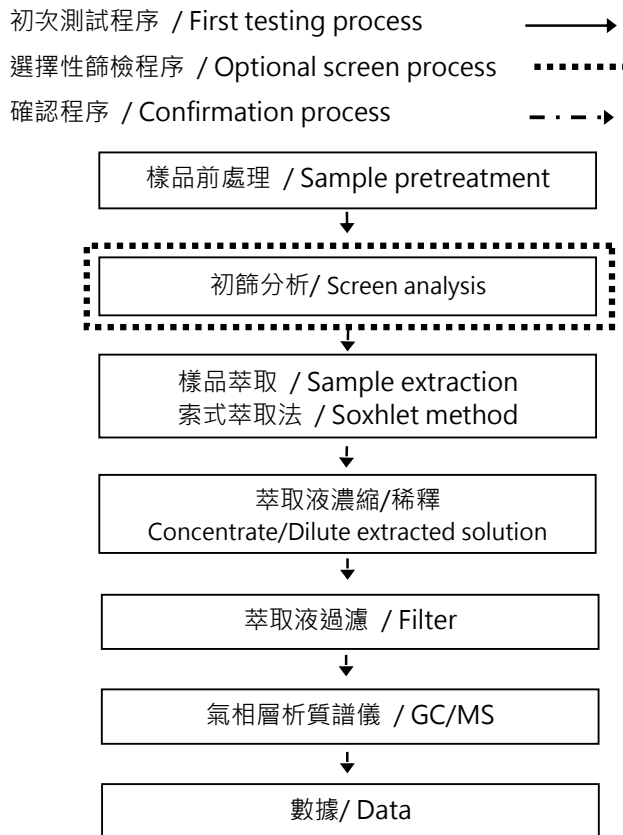 初次測試程序 / First testing process
選擇性篩檢程序 / Optional screen process
確認程序 / Confirmation process
樣品前處理 / Sample pretreatment
初篩分析/ Screen analysis
樣品萃取 / Sample extraction
索式萃取法 / Soxhlet method
萃取液濃縮/稀釋
Concentrate/Dilute extracted solution
萃取液過濾 / Filter
氣相層析質譜儀 / GC/MS
數據/ Data